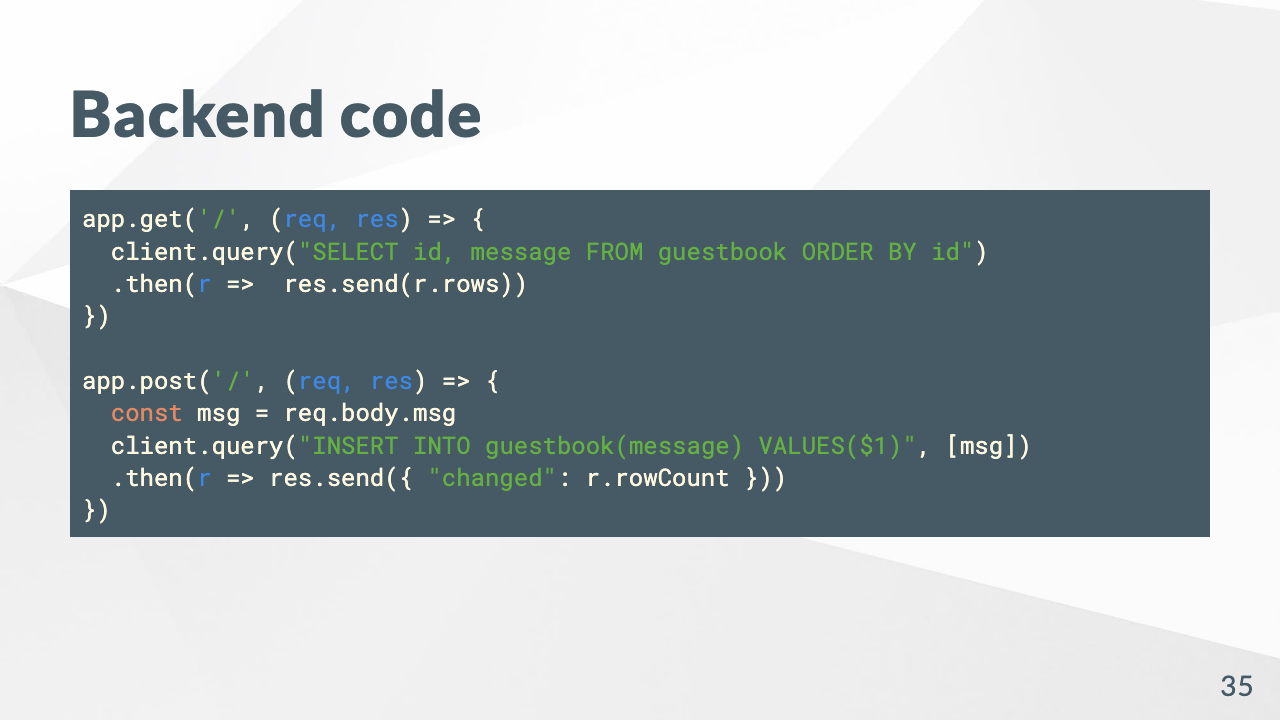 Backend code
app.get('/', (req, res) => {
  client.query("SELECT id, message FROM guestbook ORDER BY id")
  .then(r =>  res.send(r.rows))
})

app.post('/', (req, res) => {
  const msg = req.body.msg
  client.query("INSERT INTO guestbook(message) VALUES($1)", [msg])
  .then(r => res.send({ "changed": r.rowCount }))
})
35